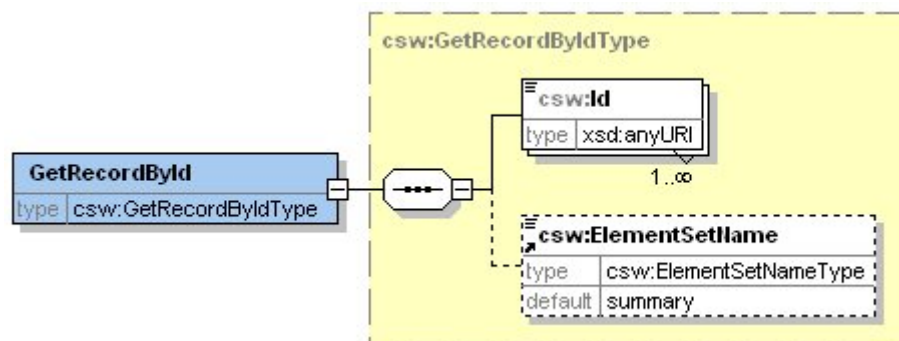 csw:GetRecordByIdType
csw:Id
type xsd:anyURI
1..∞
GetRecordById
type csw:GetRecordByIdType
csw:ElementSetName
type csw:ElementSetNameType
default summary